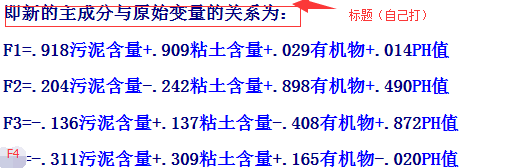 即新的主成分与原始变量的关系为:
标题（自己打）
F1=.918污泥含量+.909粘土含量+.029有机物+.014PH值
F2=.204污泥含量-.242粘土含量+.898有机物+.490PH值
F3=-.136污泥含量+.137粘土含量-.408有机物+.872PH值
F4
=-.311污泥含量+.309粘土含量+.165有机物-.020PH值